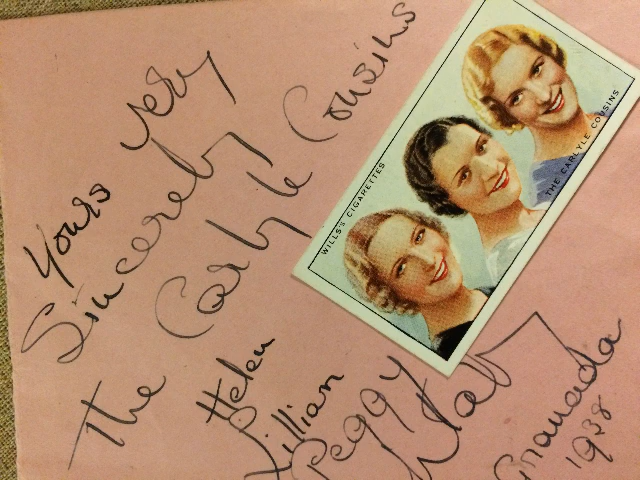 Yours Very
Sincerely
The Carlyle Cousins
Helen
Lillian
Peggy
Granada
1938
WILLS'S CIGARETTES
THE CARLYLE COUSINS